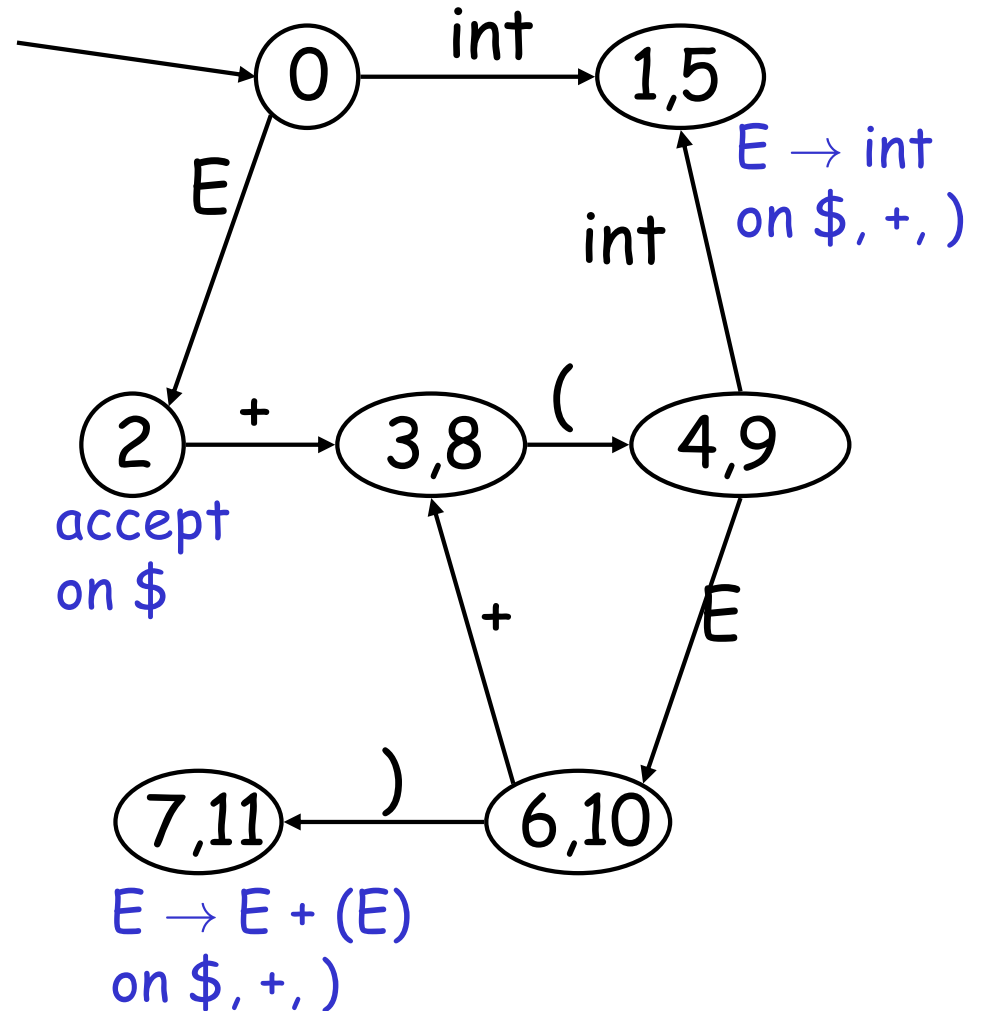 int
0
1,5
E → int
on $, +, )
E
int
(
+
2
3,8
4,9
accept
on $
E
+
)
7,11
6,10
E → E + (E)
on $, +, )